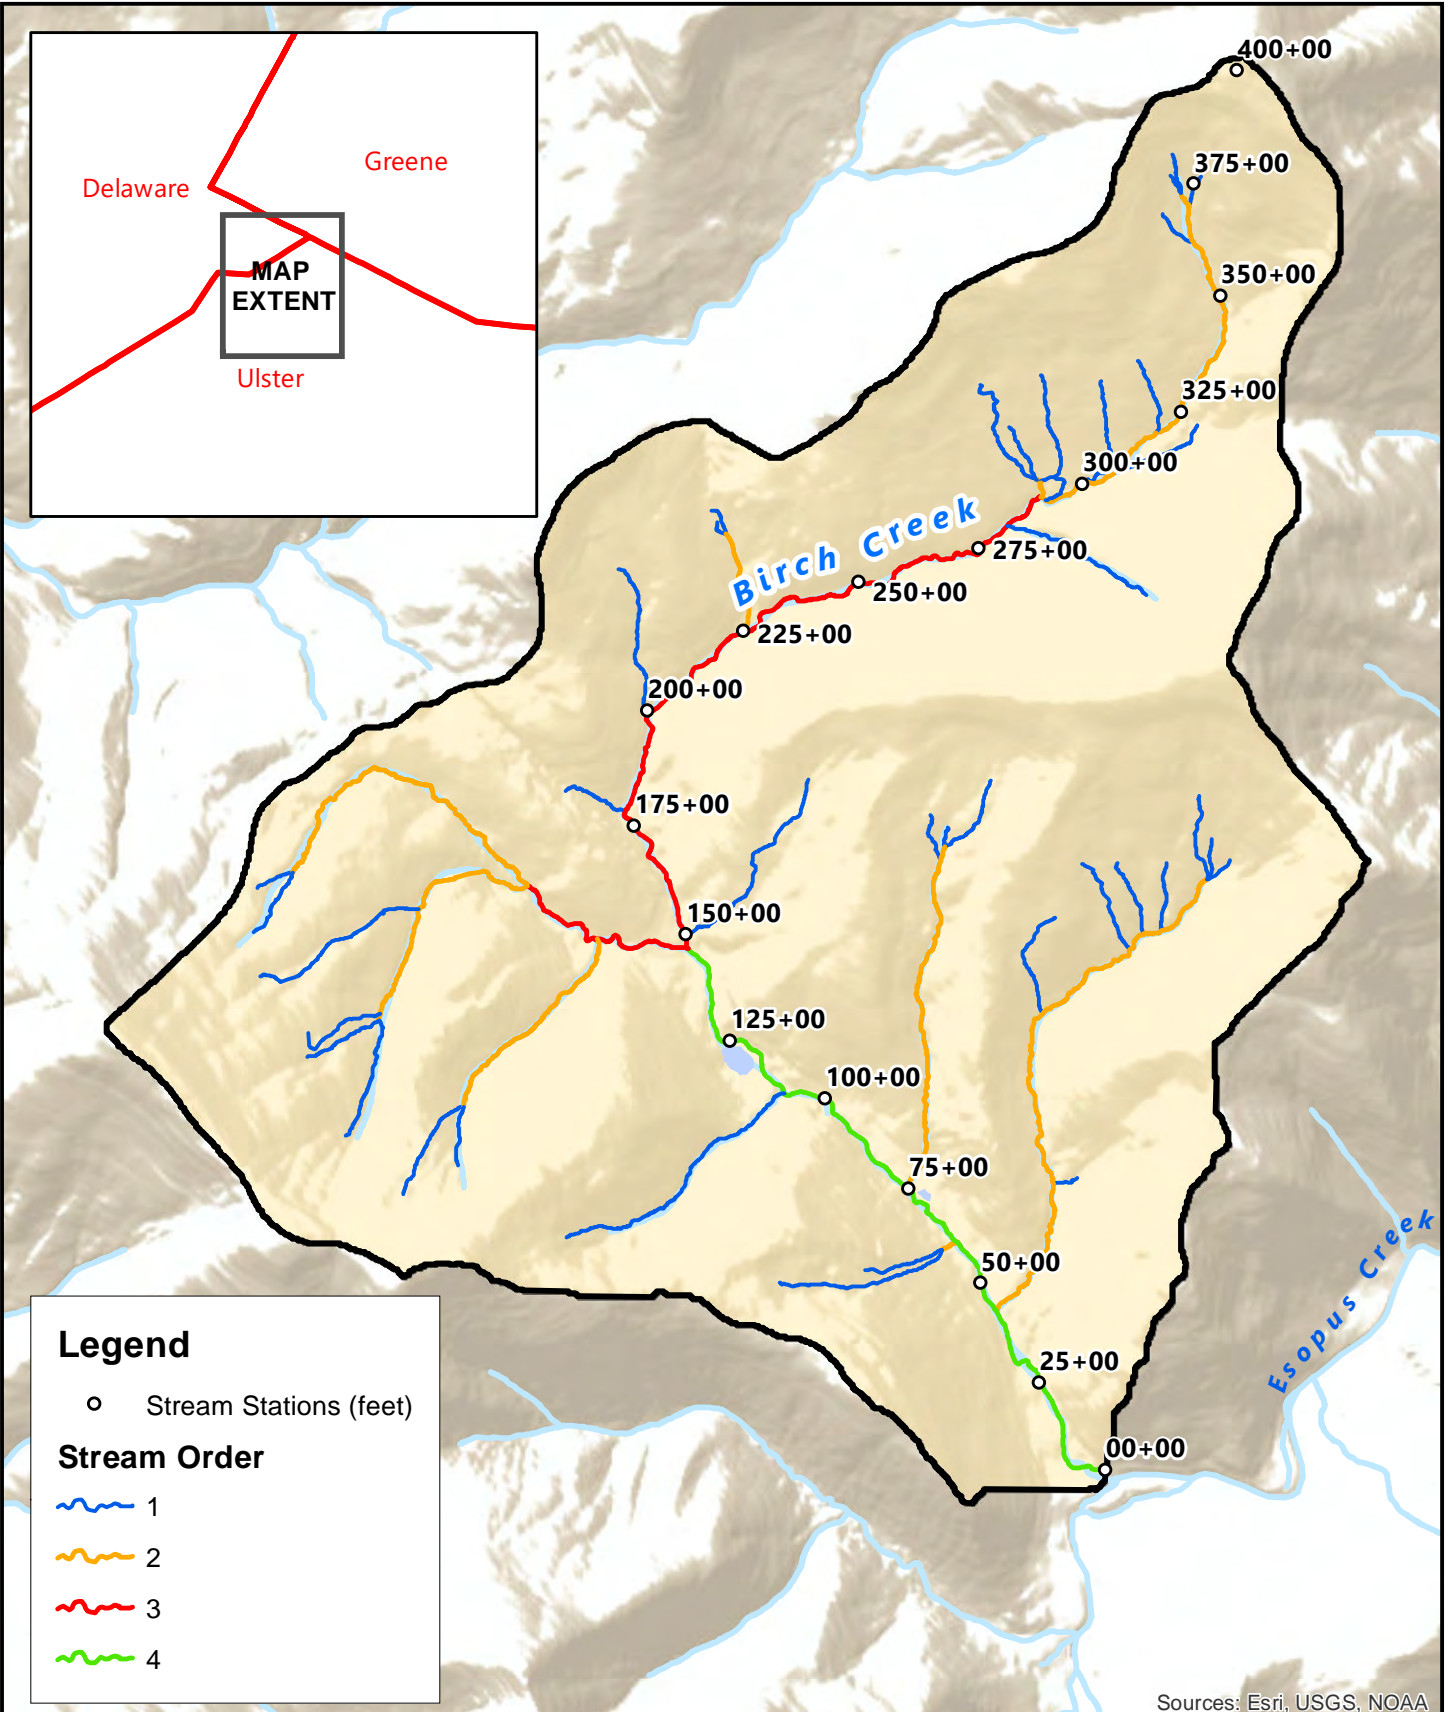 400+00
Greene
Delaware
375+00
MAP
EXTENT
350+00
Ulster
325+00
300+00
Birch Creek
275+00
250+00
225+00
200+00
175+00
150+00
125+00
100+00
75+00
50+00
Esopus Creek
25+00
00+00
Legend
Stream Stations (feet)
Stream Order
1
2
3
4
Sources: Esri, USGS, NOAA